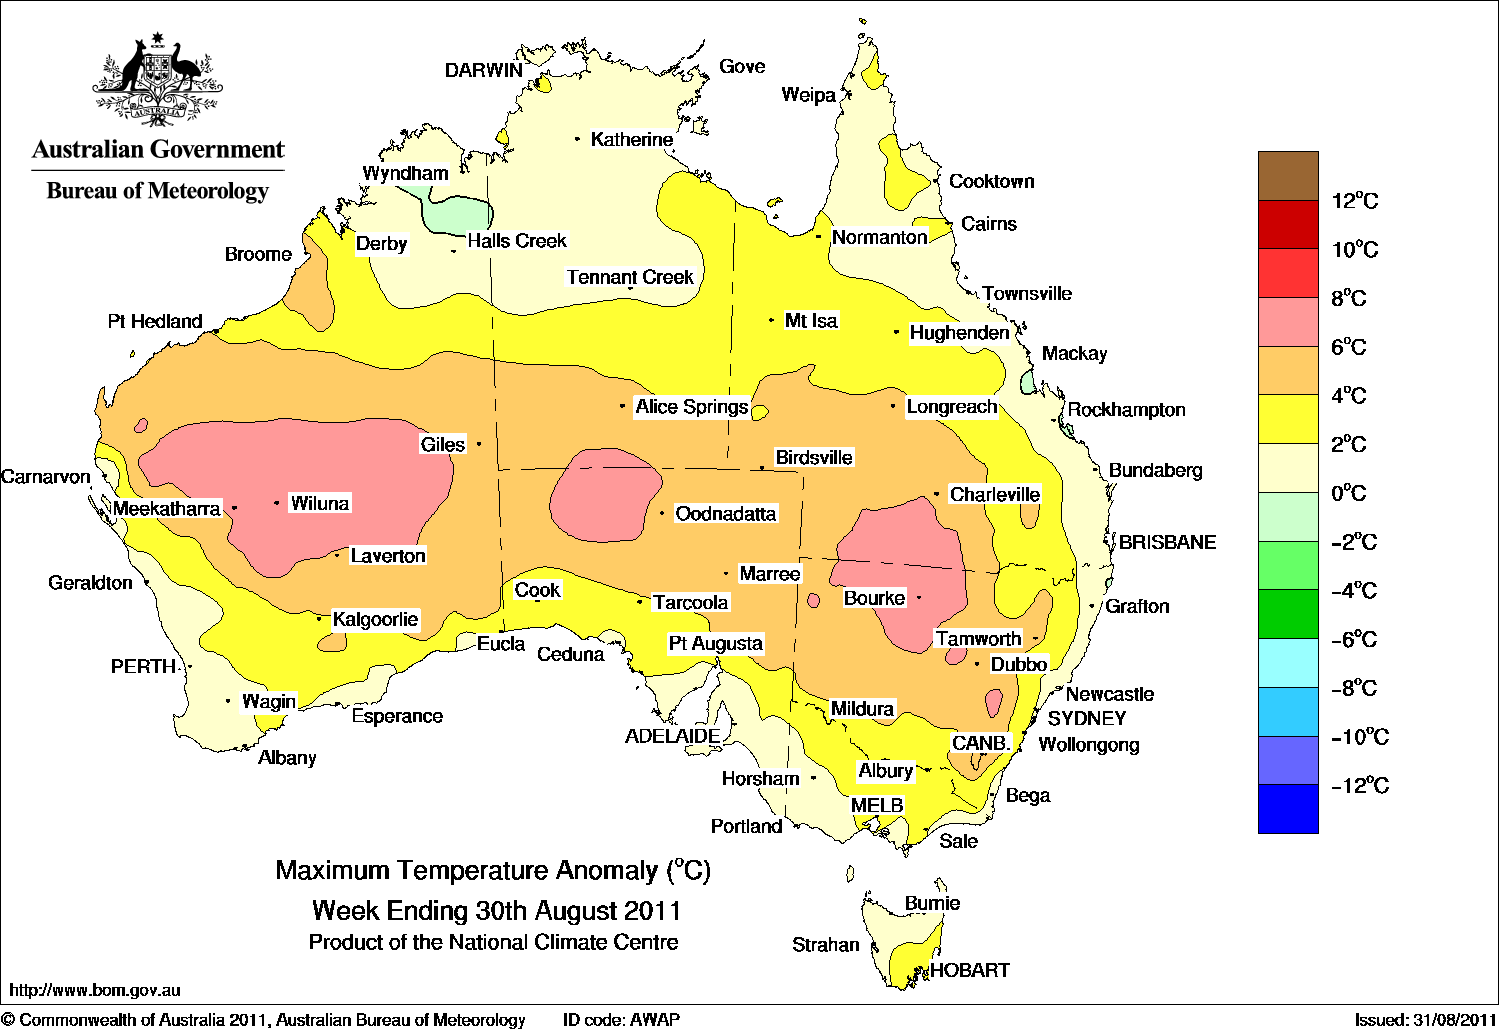 AUSTRALIA
Australian Government
Bureau of Meteorology
DARWIN
Gove
Weipa
Katherine
Wyndham
Cooktown
Cairns
Derby
Halls Creek
Normanton
Broome
Tennant Creek
Townsville
Pt Hedland
Mt Isa
Hughenden
Mackay
Alice Springs
Longreach
Rockhampton
Giles
Birdsville
Bundaberg
Carnarvon
Meekatharra
Wiluna
Oodnadatta
Charleville
Laverton
BRISBANE
Geraldton
Cook
Marree
Tarcoola
Bourke
Grafton
Kalgoorlie
Eucla
Ceduna
Pt Augusta
Tamworth
Dubbo
PERTH
Wagin
Esperance
Albany
ADELAIDE
Mildura
Newcastle
SYDNEY
Wollongong
CANB.
Horsham
Albury
Bega
MELB
Portland
Sale
Burnie
Strahan
HOBART
12°C
10°C
8°C
6°C
4°C
2°C
0°C
-2°C
-4°C
-6°C
-8°C
-10°C
-12°C
Maximum Temperature Anomaly (°C)
Week Ending 30th August 2011
Product of the National Climate Centre
http://www.bom.gov.au
© Commonwealth of Australia 2011, Australian Bureau of Meteorology ID code: AWAP Issued: 31/08/2011